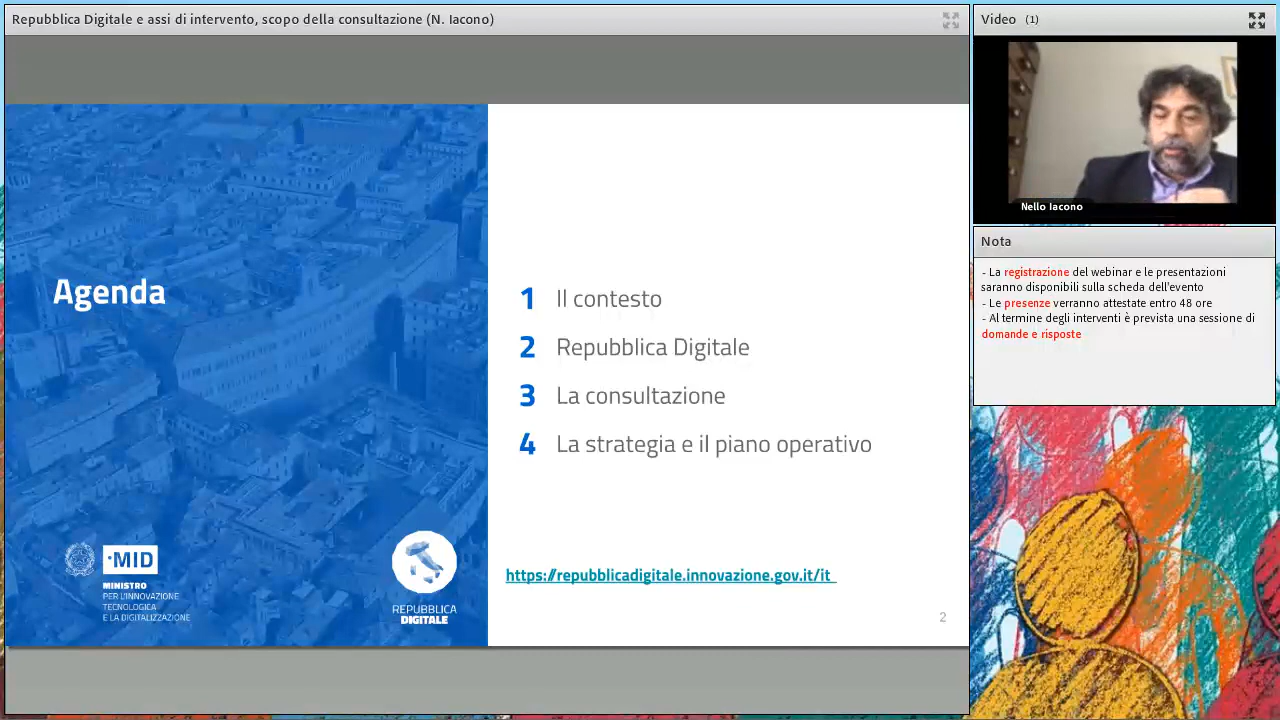 Repubblica Digitale e assi di intervento, scopo della consultazione (N. Iacono)
Agenda
1 Il contesto
2 Repubblica Digitale
3 La consultazione
4 La strategia e il piano operativo
https://repubblicadigitale.innovazione.gov.it/it
2
·MID
MINISTRO
PER L'INNOVAZIONE
TECNOLOGICA
E LA DIGITALIZZAZIONE
REPUBBLICA
DIGITALE
Video (1)
Nello Iacono
Nota
- La registrazione del webinar e le presentazioni
saranno disponibili sulla scheda dell'evento
- Le presenze verranno attestate entro 48 ore
- Al termine degli interventi è prevista una sessione di
domande e risposte